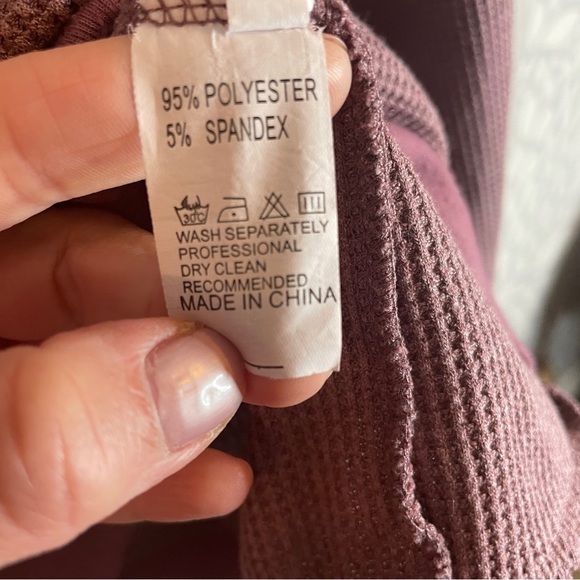 95% POLYESTER
5% SPANDEX
30°C
WASH SEPARATELY
PROFESSIONAL
DRY CLEAN
RECOMMENDED
MADE IN CHINA